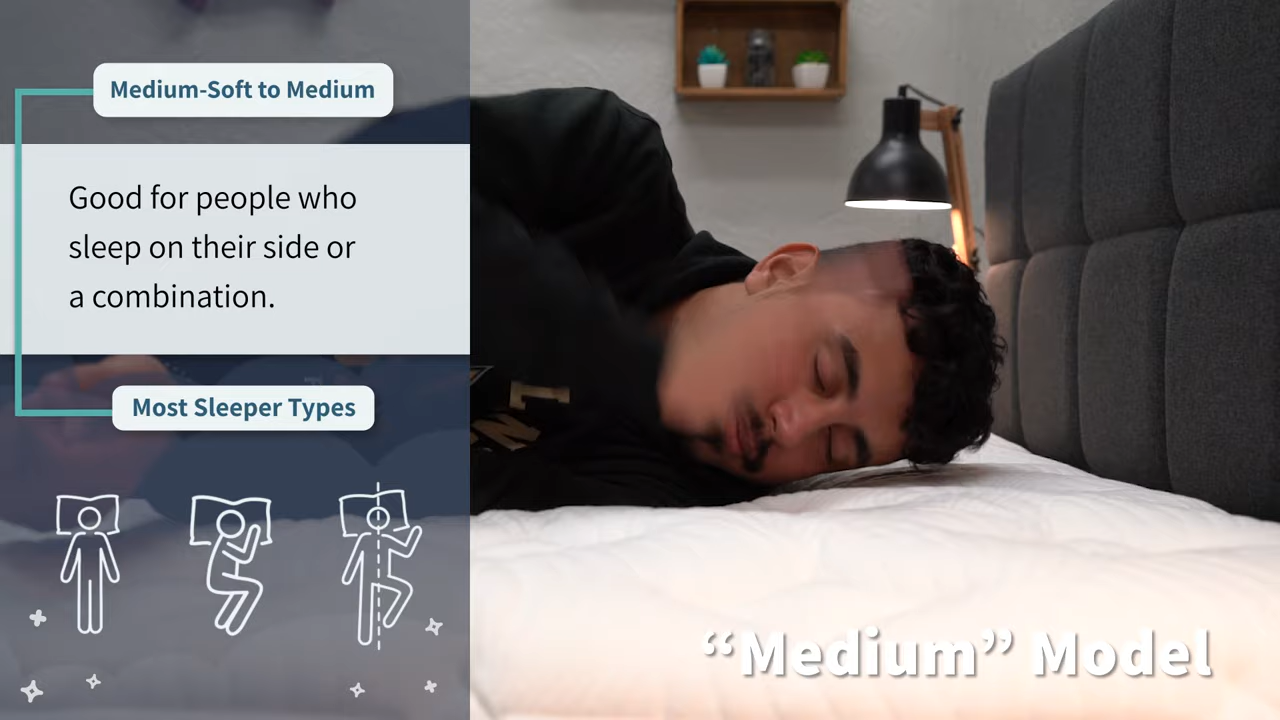 Medium-Soft to Medium
Good for people who
sleep on their side or
a combination.
Most Sleeper Types
“Medium” Model